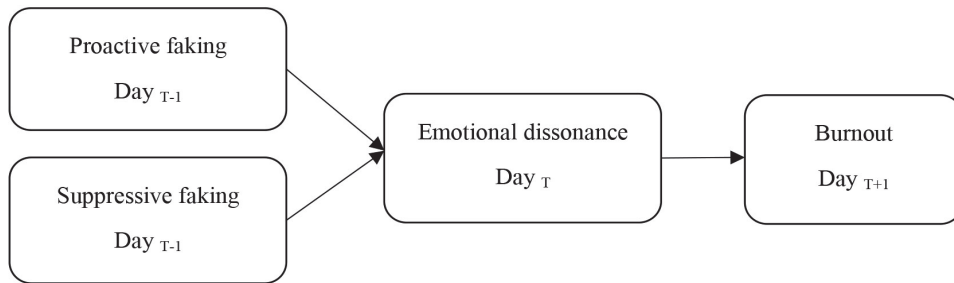 Proactive faking
Day T-1
Suppressive faking
Day T-1
Emotional dissonance
Day T
Burnout
Day T+1